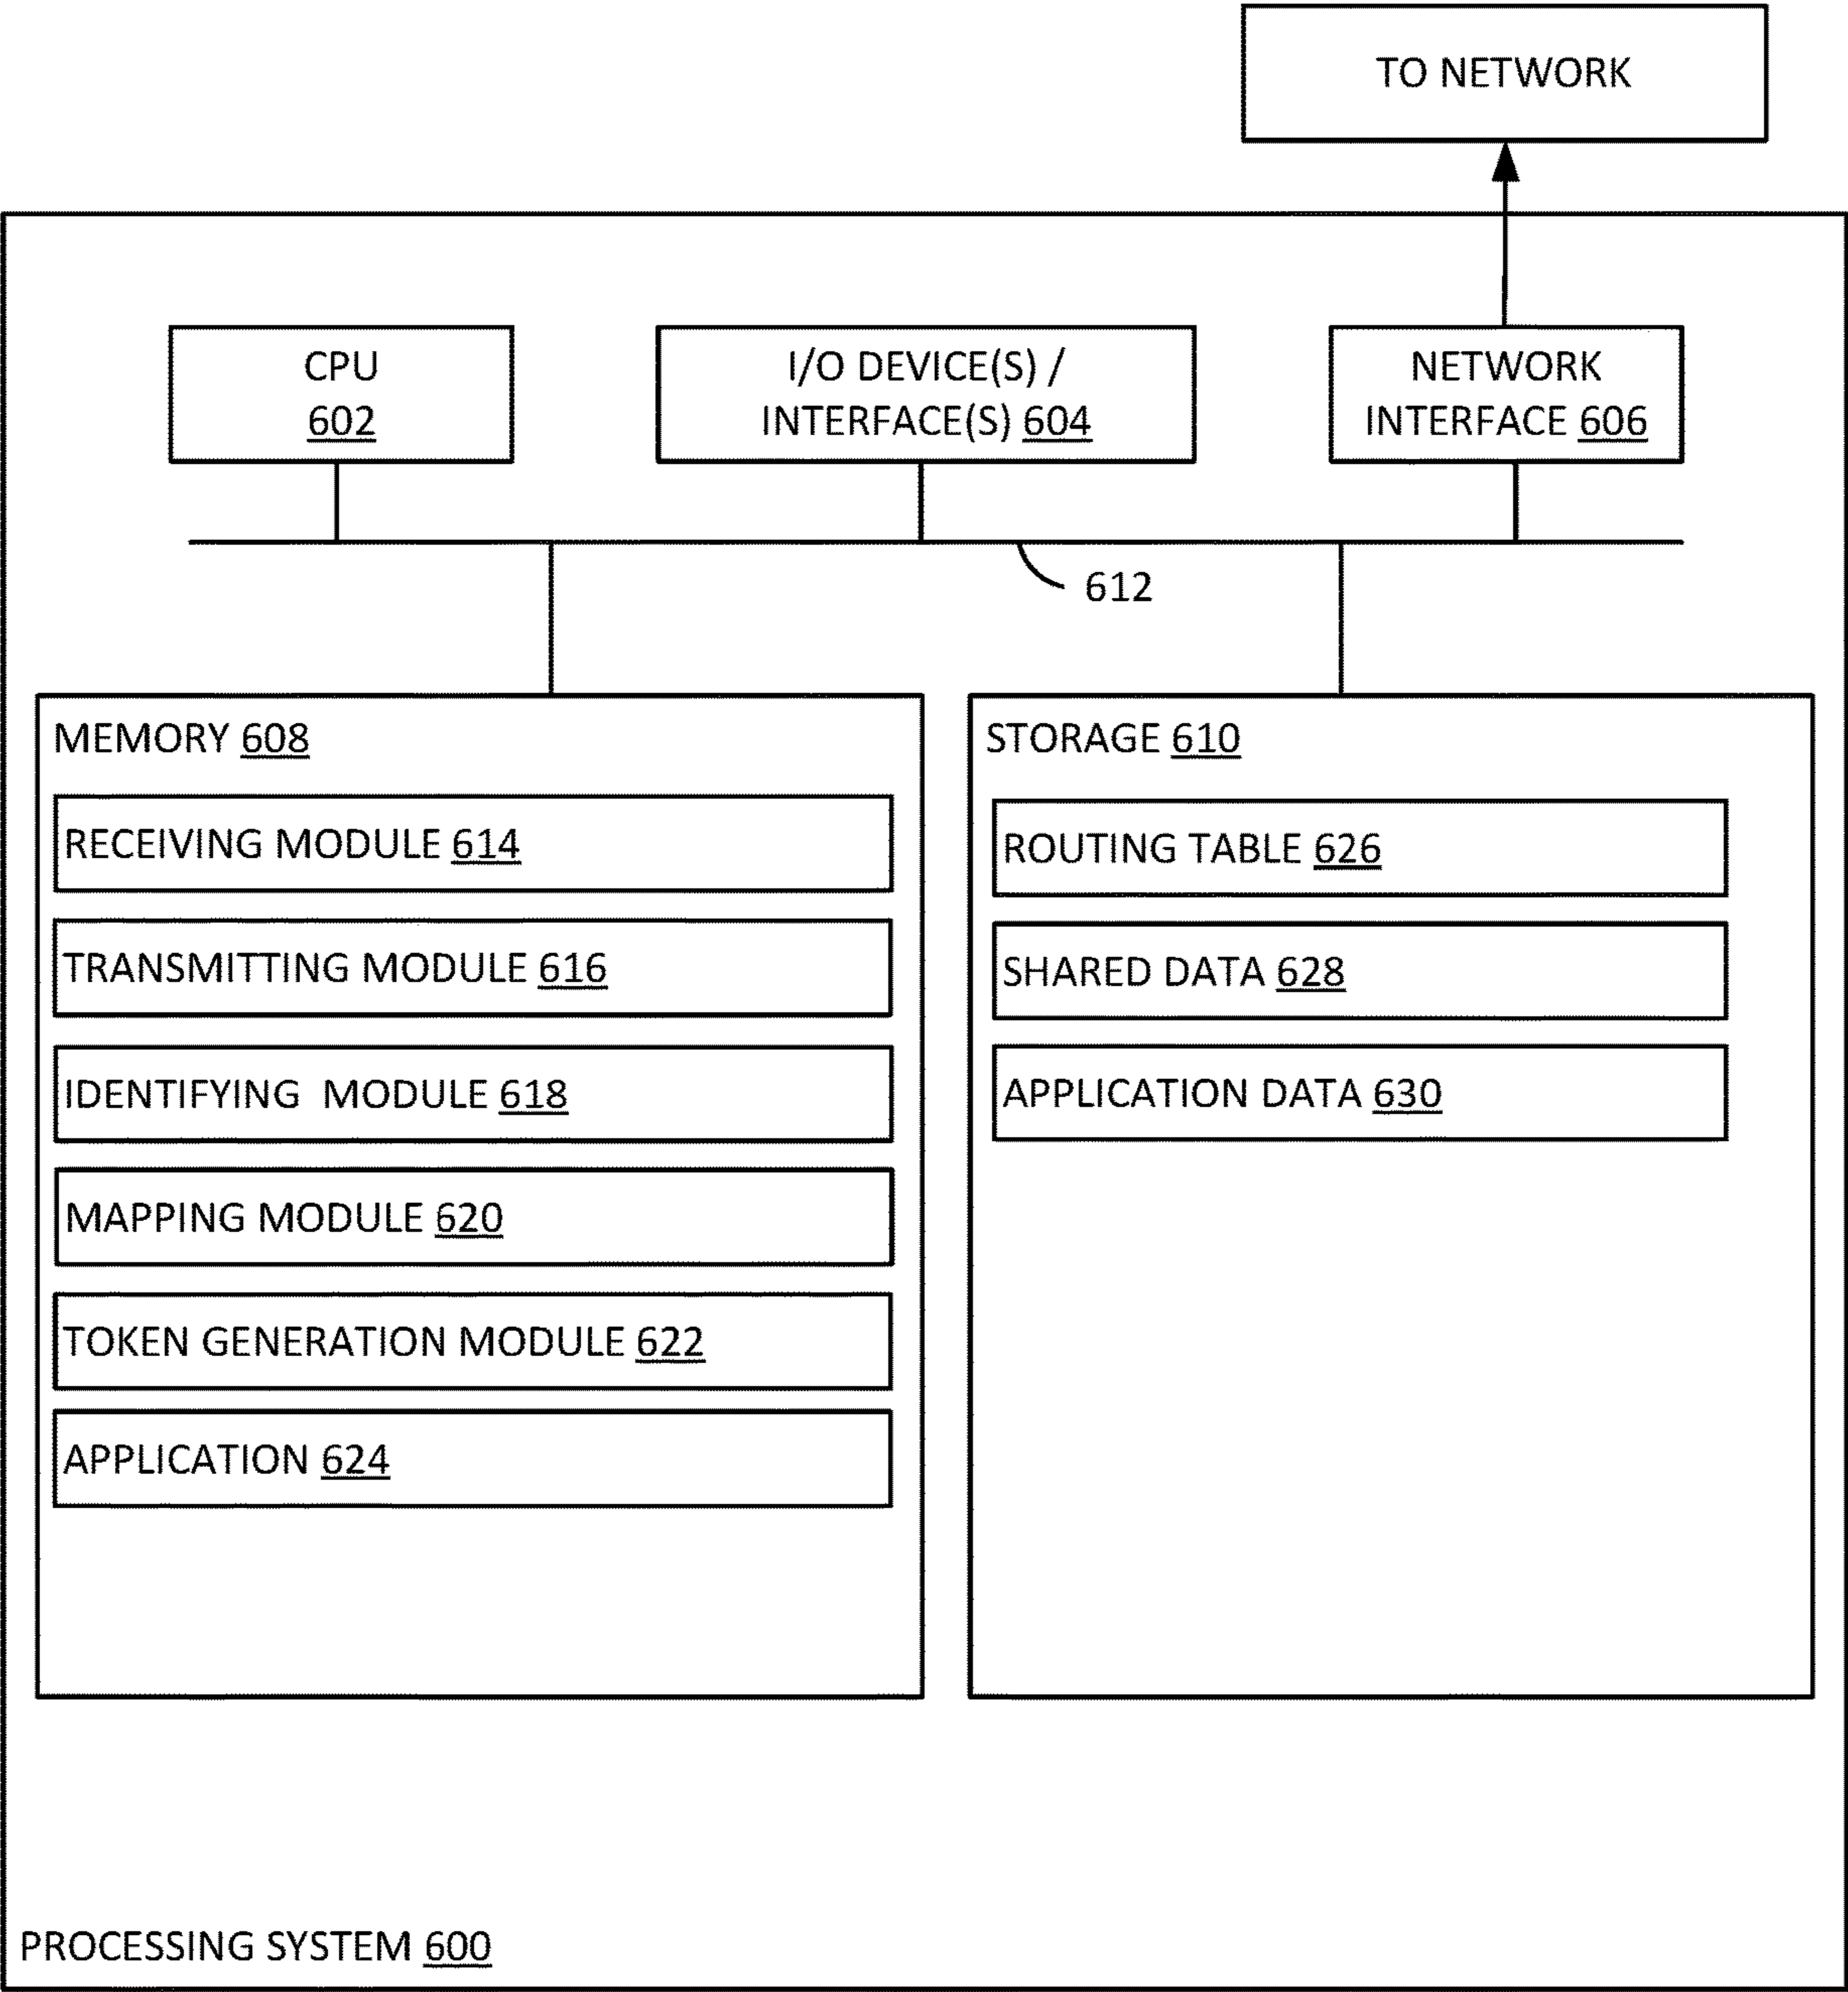 TO NETWORK
CPU
602
I/O DEVICE(S) /
INTERFACE(S) 604
NETWORK
INTERFACE 606
612
MEMORY 608
RECEIVING MODULE 614
TRANSMITTING MODULE 616
IDENTIFYING  MODULE 618
MAPPING MODULE 620
TOKEN GENERATION MODULE 622
APPLICATION 624
STORAGE 610
ROUTING TABLE 626
SHARED DATA 628
APPLICATION DATA 630
PROCESSING SYSTEM 600